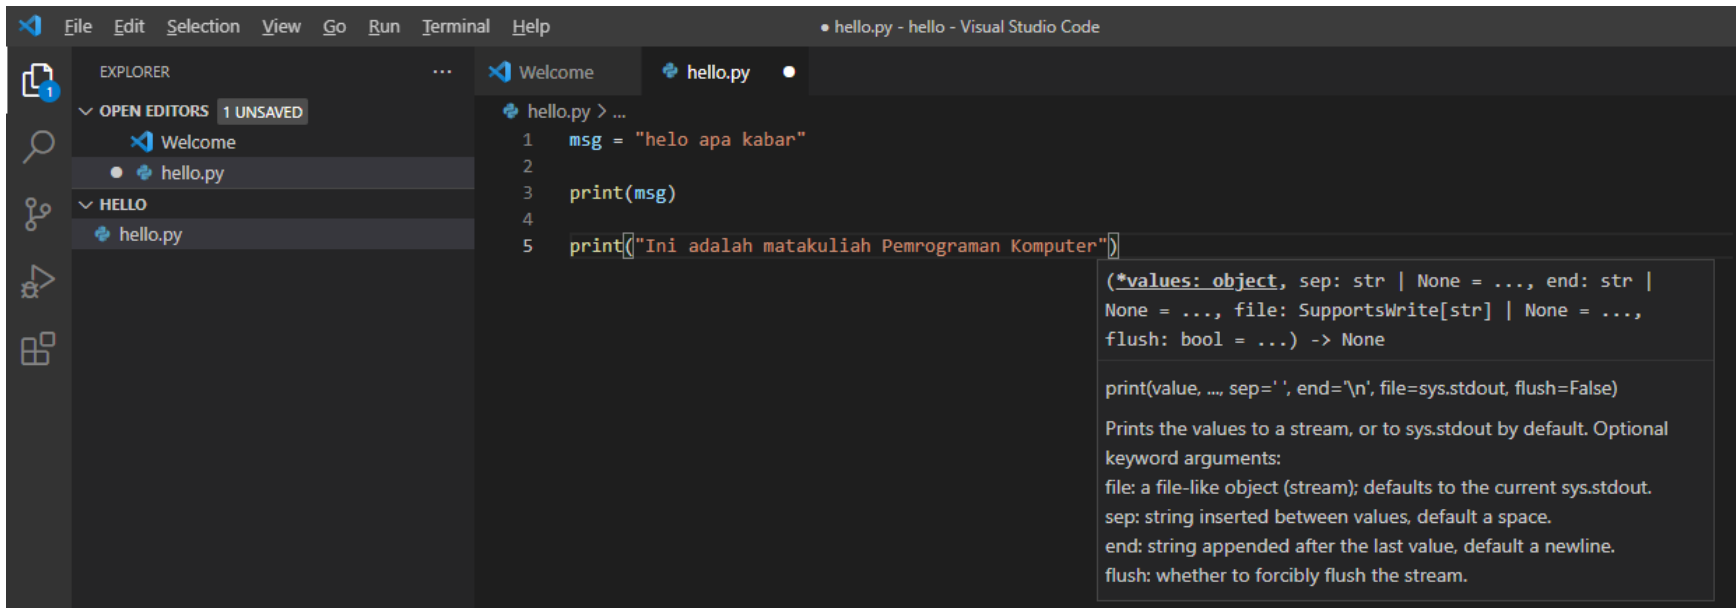 File Edit Selection View Go Run Terminal Help
● hello.py - hello - Visual Studio Code
EXPLORER ...
Welcome
hello.py ●
OPEN EDITORS 1 UNSAVED
Welcome
● hello.py
HELLO
hello.py
1
hello.py > ...
1 msg = "helo apa kabar"
2
3 print(msg)
4
5 print("Ini adalah matakuliah Pemrograman Komputer")
(*values: object, sep: str | None = ..., end: str |
None = ..., file: SupportsWrite[str] | None = ...,
flush: bool = ...) -> None
print(value, ..., sep=' ', end='\n', file=sys.stdout, flush=False)
Prints the values to a stream, or to sys.stdout by default. Optional
keyword arguments:
file: a file-like object (stream); defaults to the current sys.stdout.
sep: string inserted between values, default a space.
end: string appended after the last value, default a newline.
flush: whether to forcibly flush the stream.